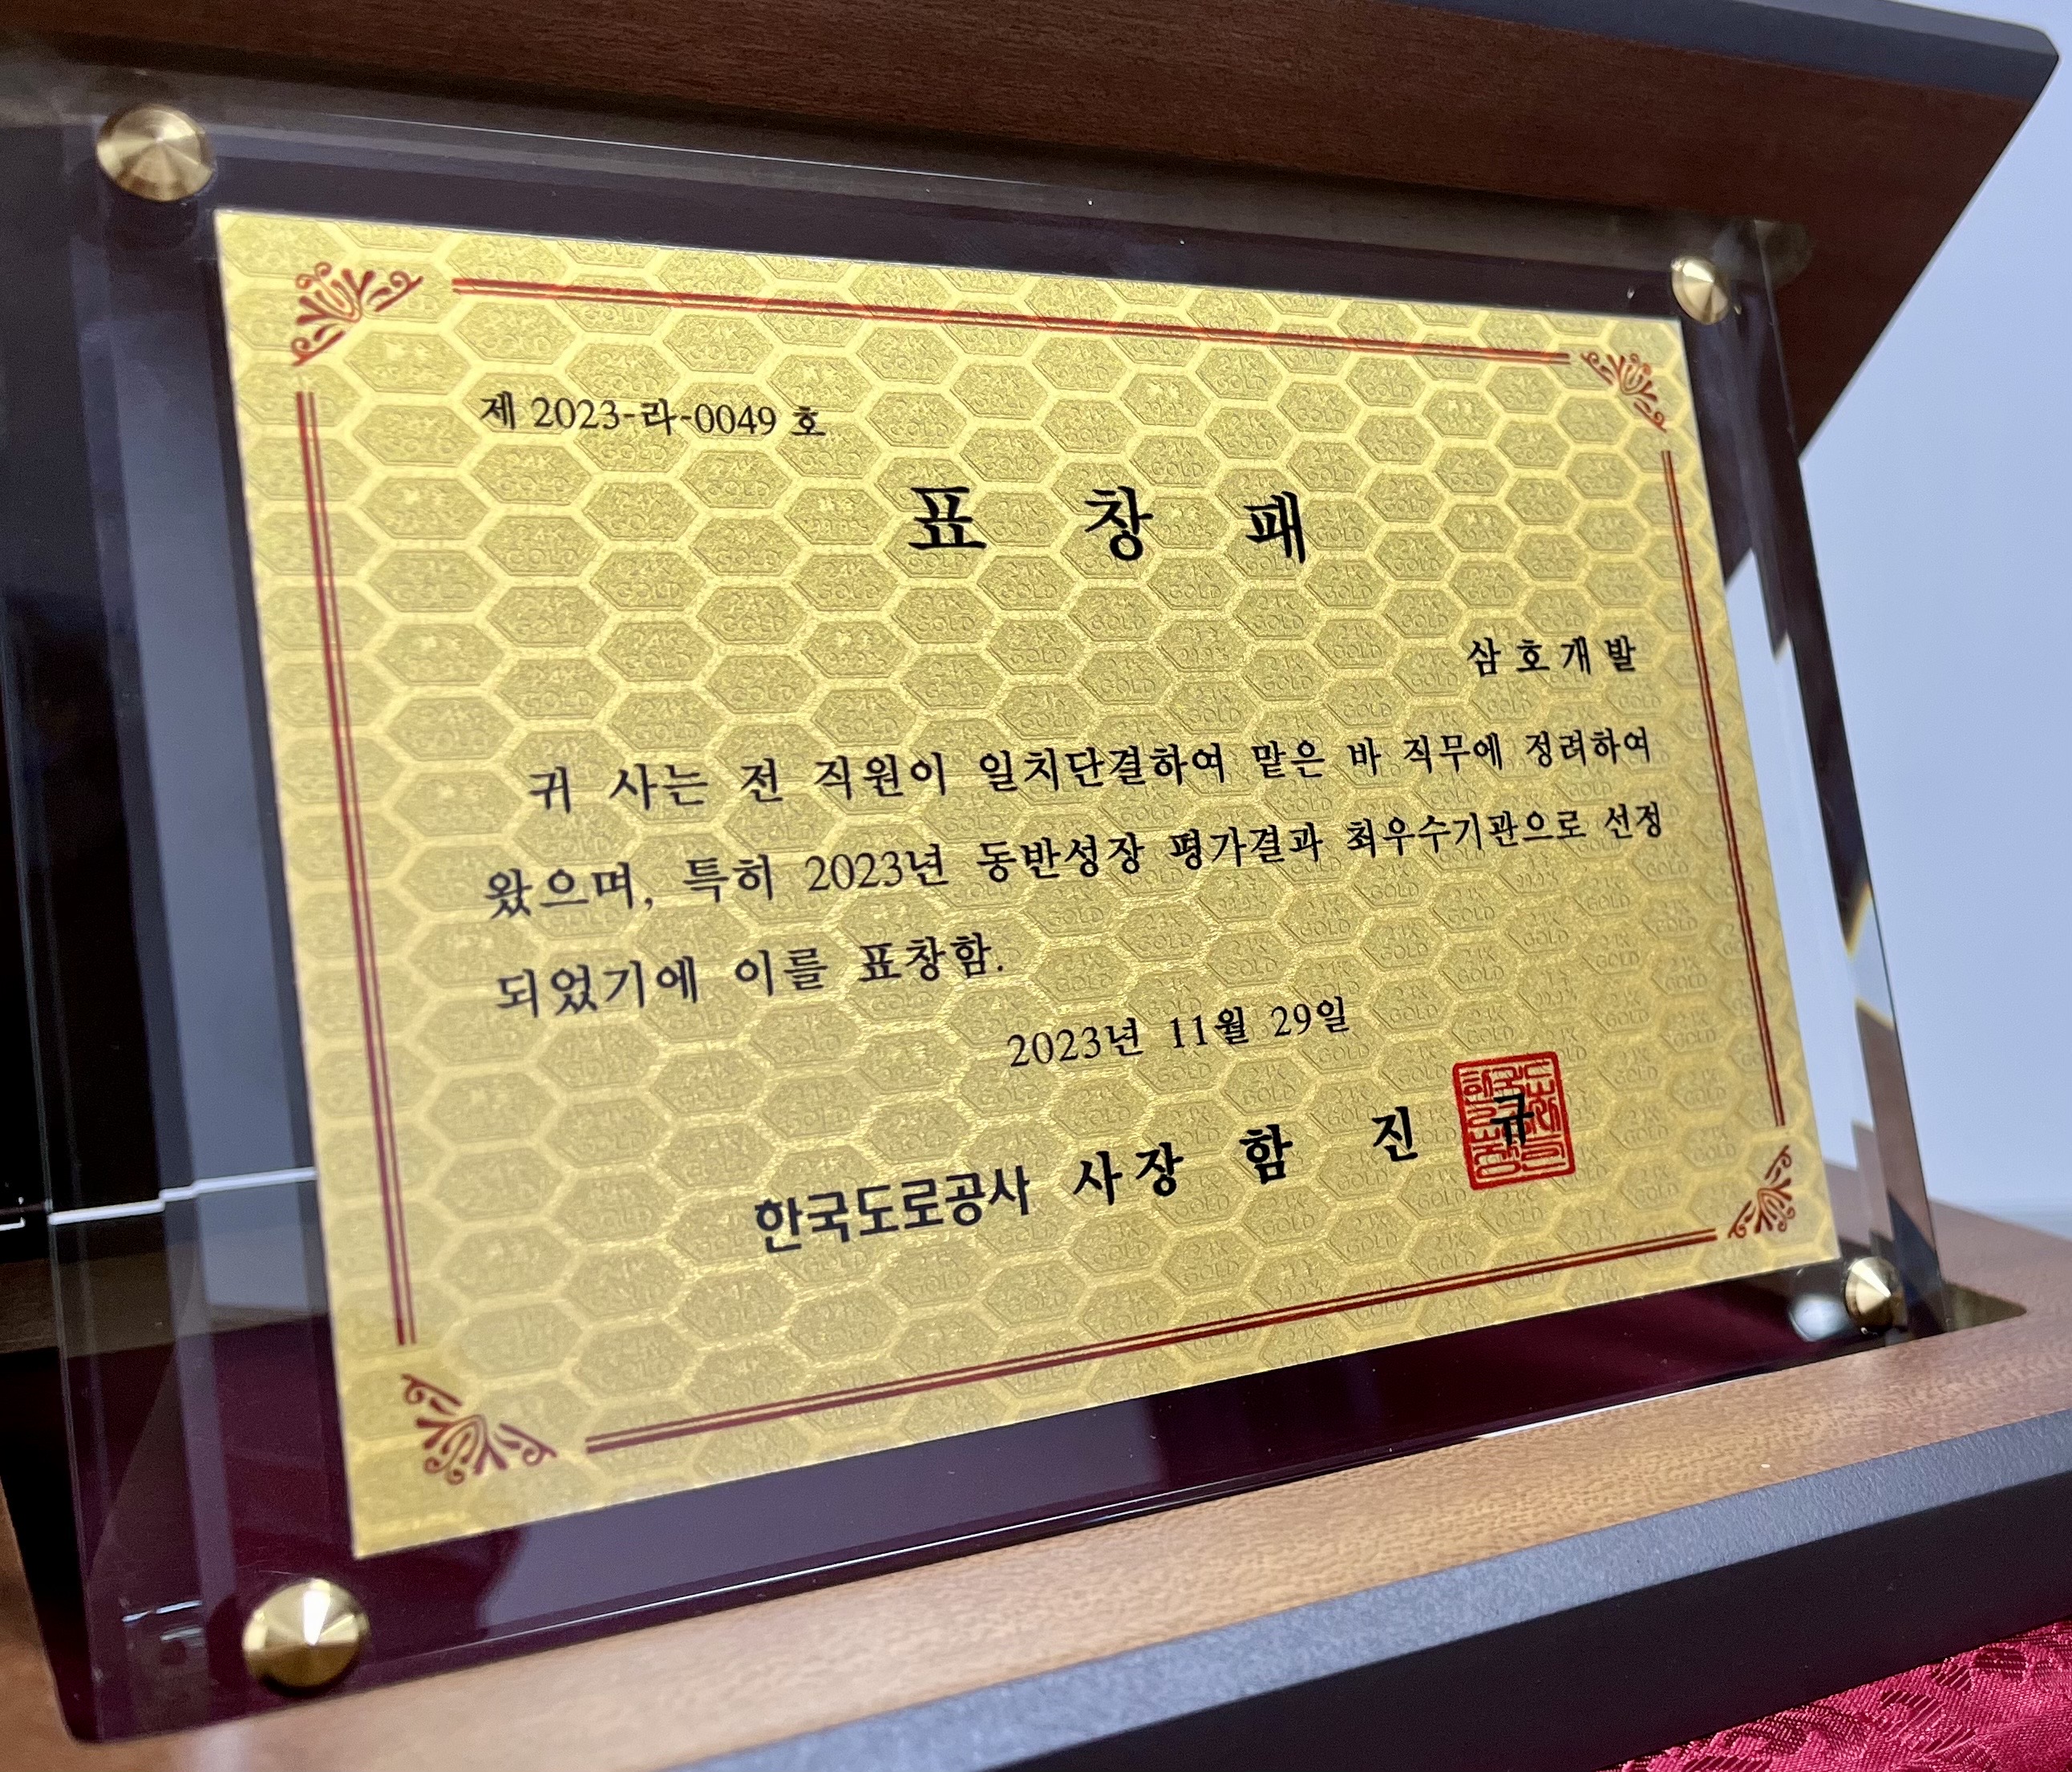 제 2023-라-0049 호
표 창 패
삼호개발
귀 사는 전 직원이 일치단결하여 맡은 바 직무에 정려하여
왔으며, 특히 2023년 동반성장 평가결과 최우수기관으로 선정
되었기에 이를 표창함.
2023년 11월 29일
한국도로공사 사장 함 진 규